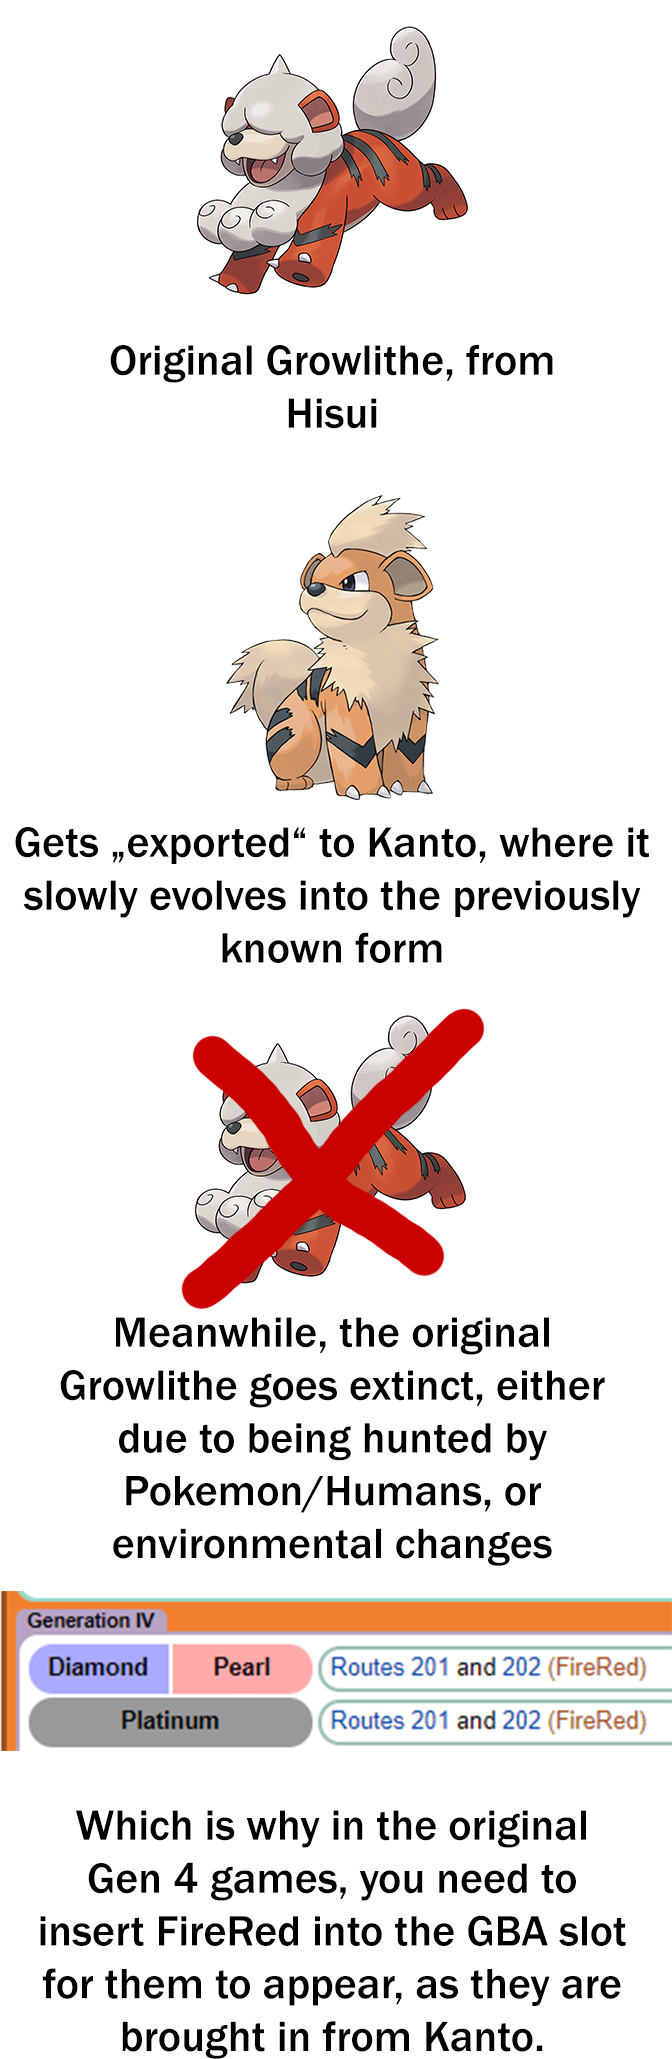 Original Growlithe, from
Hisui
Gets „exported“ to Kanto, where it
slowly evolves into the previously
known form
Meanwhile, the original
Growlithe goes extinct, either
due to being hunted by
Pokemon/Humans, or
environmental changes
Generation IV
Diamond Pearl Routes 201 and 202 (FireRed)
Platinum Routes 201 and 202 (FireRed)
Which is why in the original
Gen 4 games, you need to
insert FireRed into the GBA slot
for them to appear, as they are
brought in from Kanto.